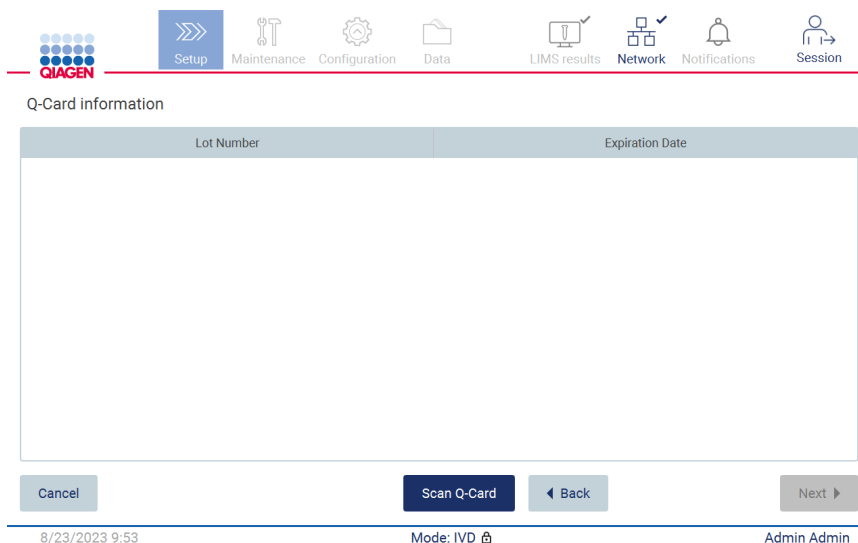 QIAGEN
Setup
Maintenance
Configuration
Data
LIMS results
Network
Notifications
Session
Q-Card information
Lot Number
Expiration Date
Cancel
Scan Q-Card
Back
Next
8/23/2023 9:53
Mode: IVD
Admin Admin